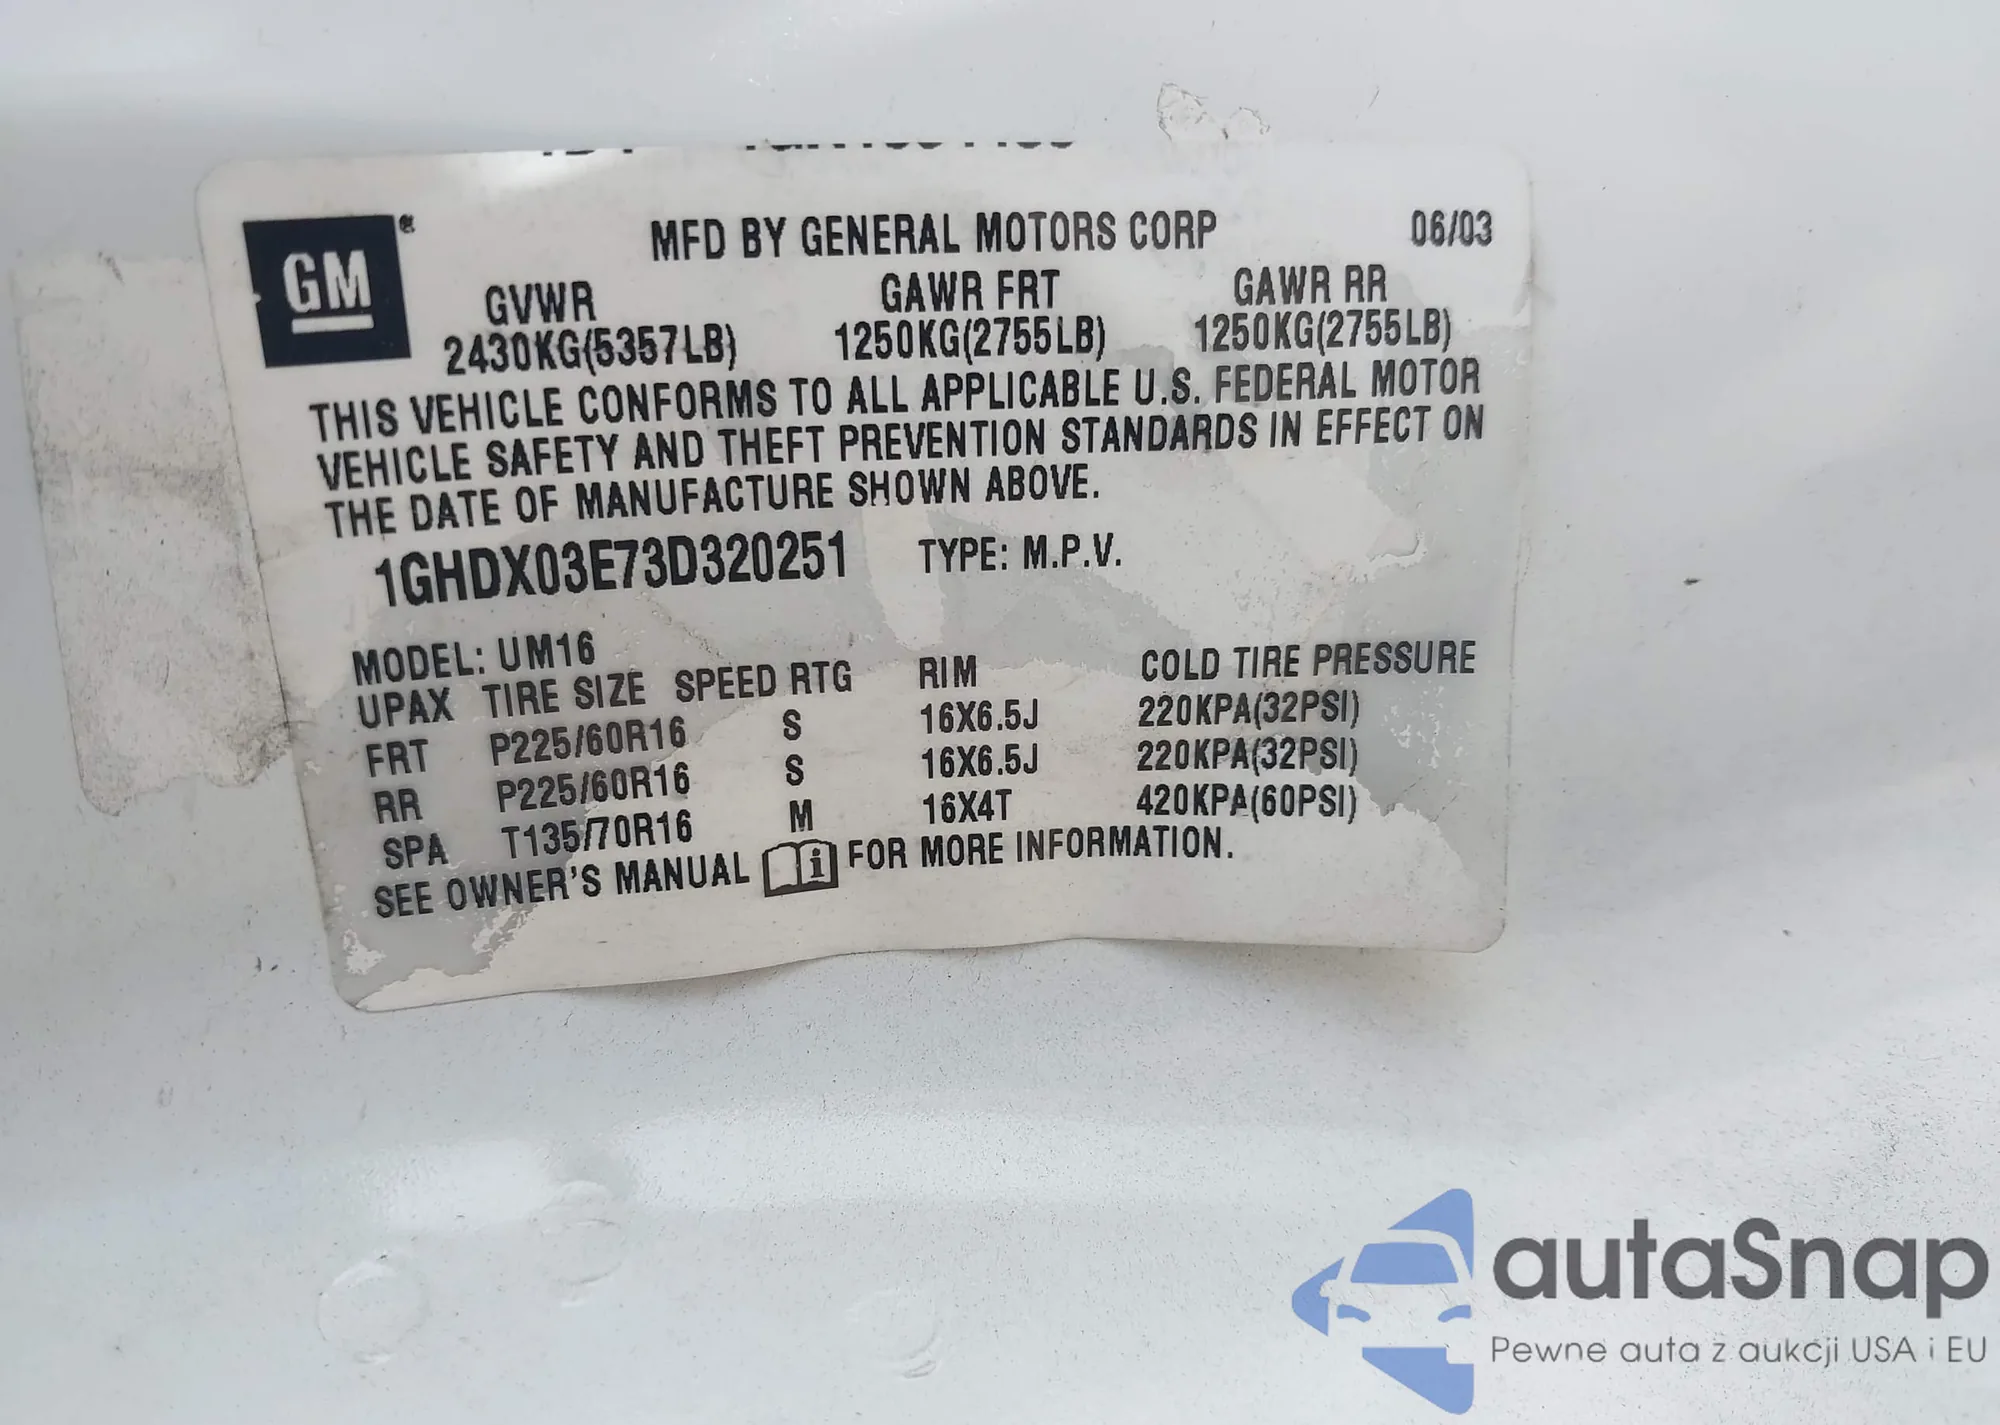 GM®
MFD BY GENERAL MOTORS CORP 06/03
GVWR GAWR FRT GAWR RR
2430KG(5357LB) 1250KG(2755LB) 1250KG(2755LB)
THIS VEHICLE CONFORMS TO ALL APPLICABLE U.S. FEDERAL MOTOR
VEHICLE SAFETY AND THEFT PREVENTION STANDARDS IN EFFECT ON
THE DATE OF MANUFACTURE SHOWN ABOVE.
1GHDX03E73D320251 TYPE: M.P.V.
MODEL: UM16
UPAX TIRE SIZE SPEED RTG RIM COLD TIRE PRESSURE
FRT P225/60R16 S 16X6.5J 220KPA(32PSI)
RR P225/60R16 S 16X6.5J 220KPA(32PSI)
SPA T135/70R16 M 16X4T 420KPA(60PSI)
SEE OWNER'S MANUAL i FOR MORE INFORMATION.
autaSnap
Pewne auta z aukcji USA i EU